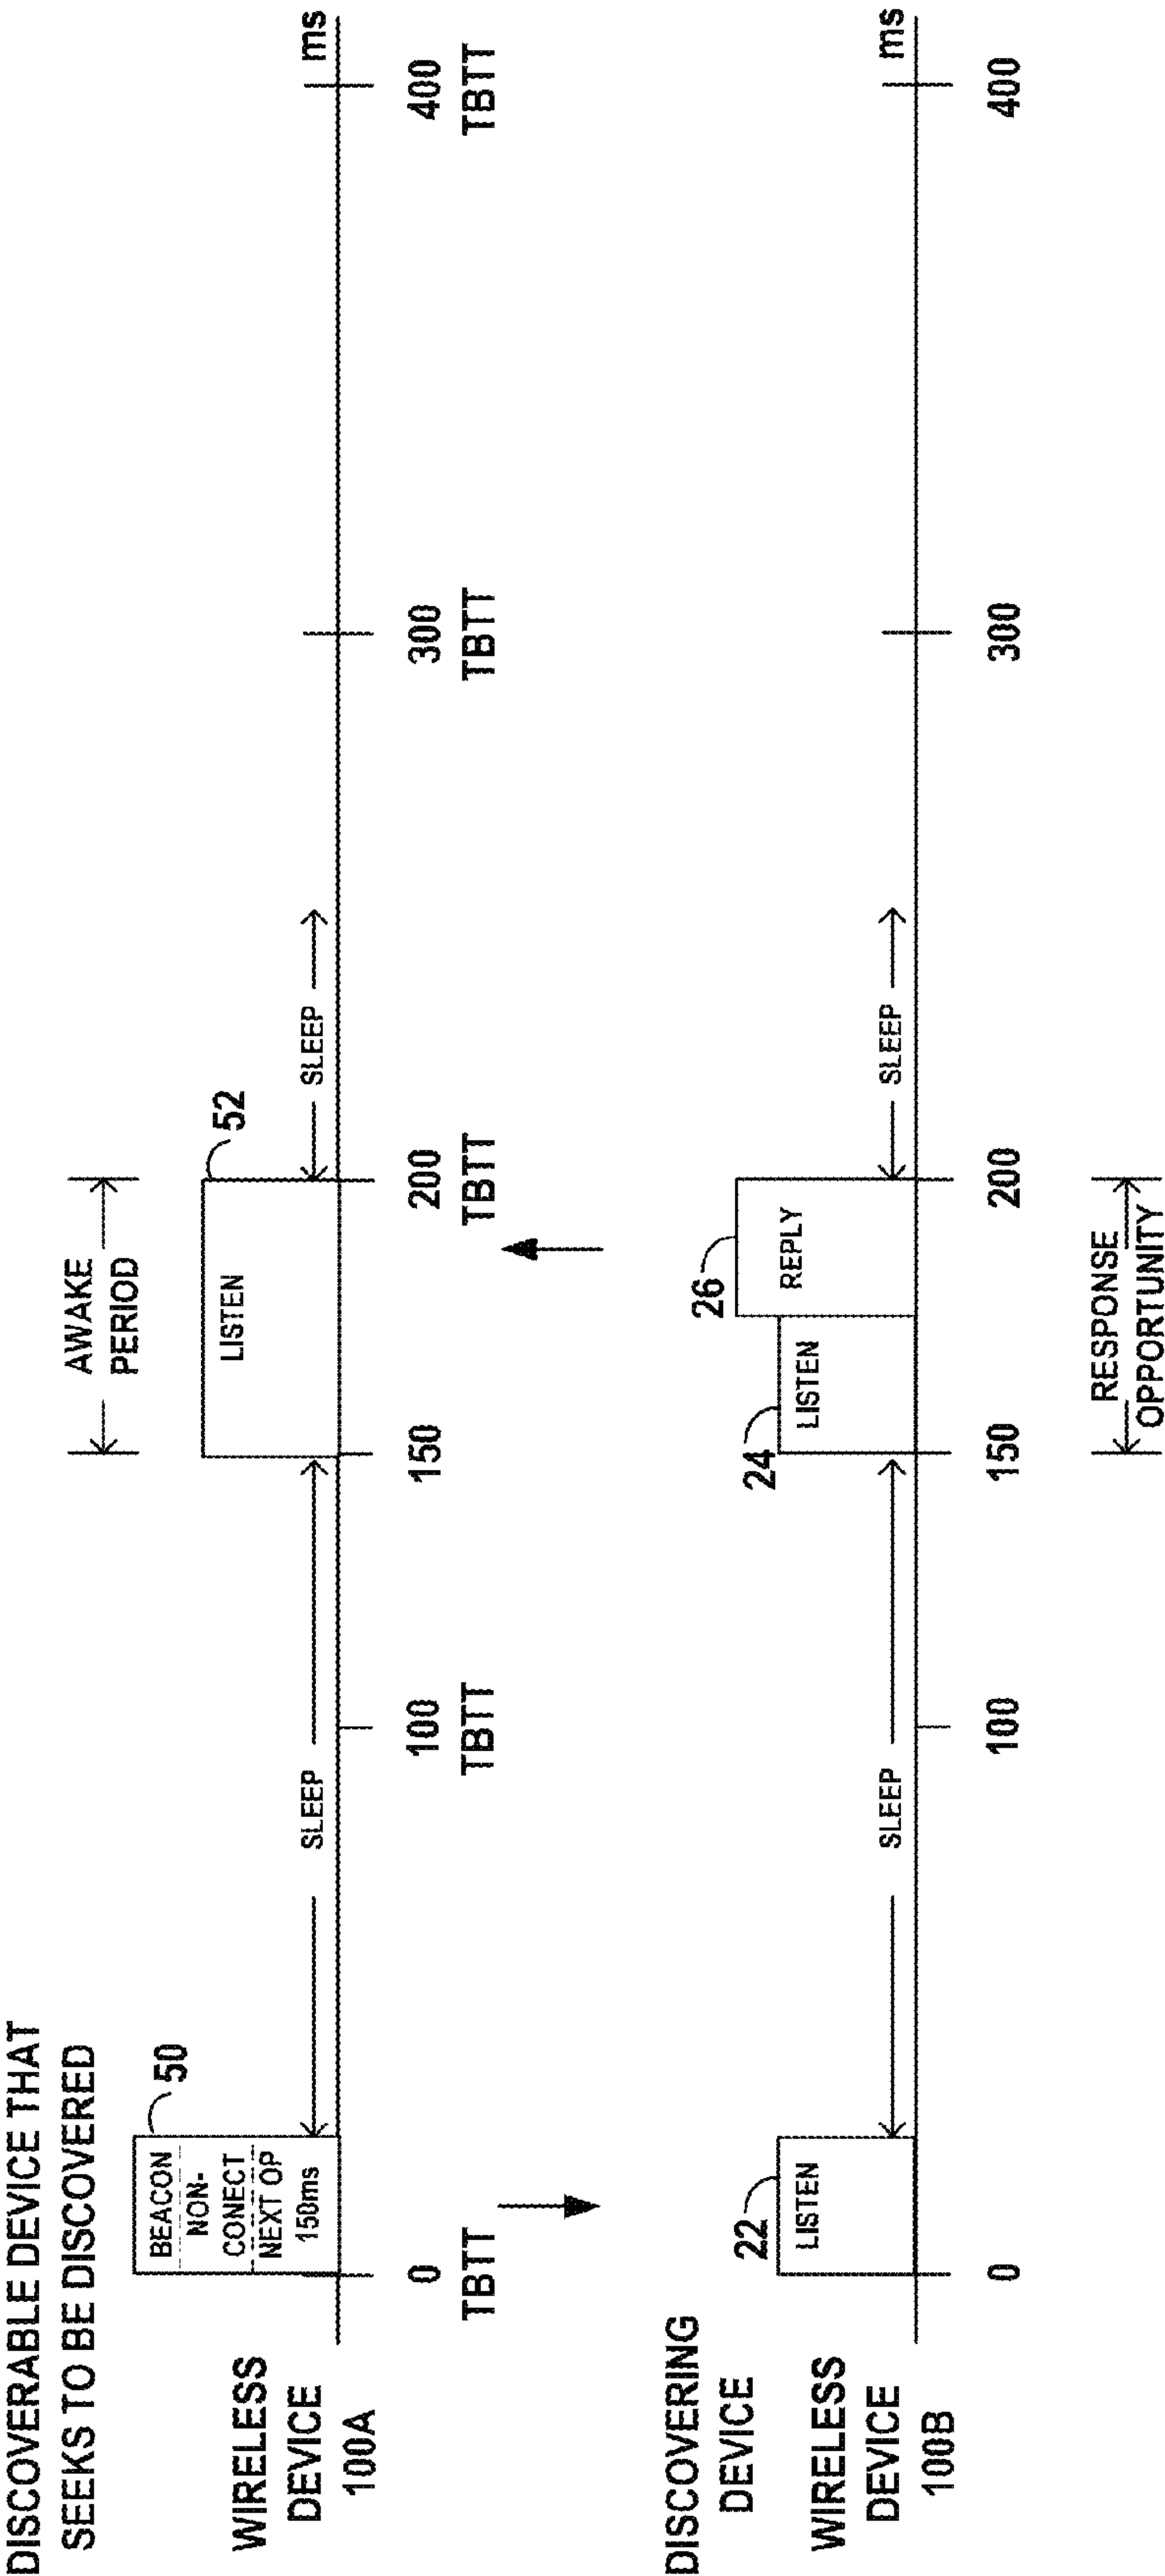 DISCOVERABLE DEVICE THAT
SEEKS TO BE DISCOVERED
AWAKE
PERIOD
50
52
BEACON
NON-
CONECT
NEXT OP
150ms
LISTEN
WIRELESS
DEVICE
100A
SLEEP
SLEEP
ms
0
100
150
200
300
400
TBTT
TBTT
TBTT
TBTT
TBTT
DISCOVERING
DEVICE
22
24
26
LISTEN
LISTEN
REPLY
WIRELESS
DEVICE
100B
SLEEP
SLEEP
ms
0
100
150
200
300
400
RESPONSE
OPPORTUNITY